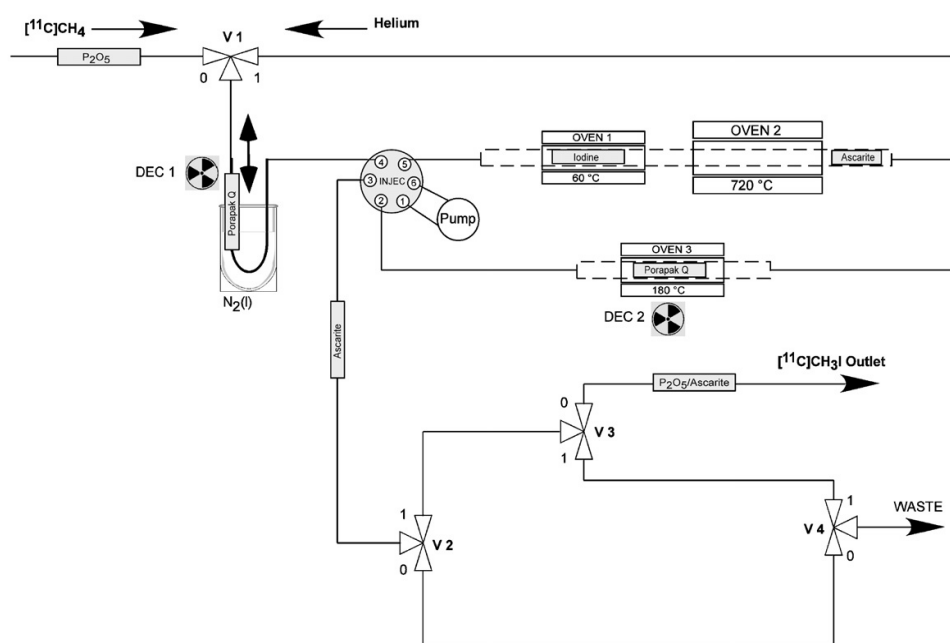 [¹¹C]CH₄
Helium
P₂O₅
V 1
0
1
DEC 1
Porapak Q
N₂(l)
4
5
3
INJEC
6
2
1
Pump
OVEN 1
Iodine
60 °C
OVEN 2
720 °C
Ascarite
OVEN 3
Porapak Q
180 °C
DEC 2
Ascarite
[¹¹C]CH₃I Outlet
P₂O₅/Ascarite
0
V 3
1
1
V 2
0
1
WASTE
V 4
0